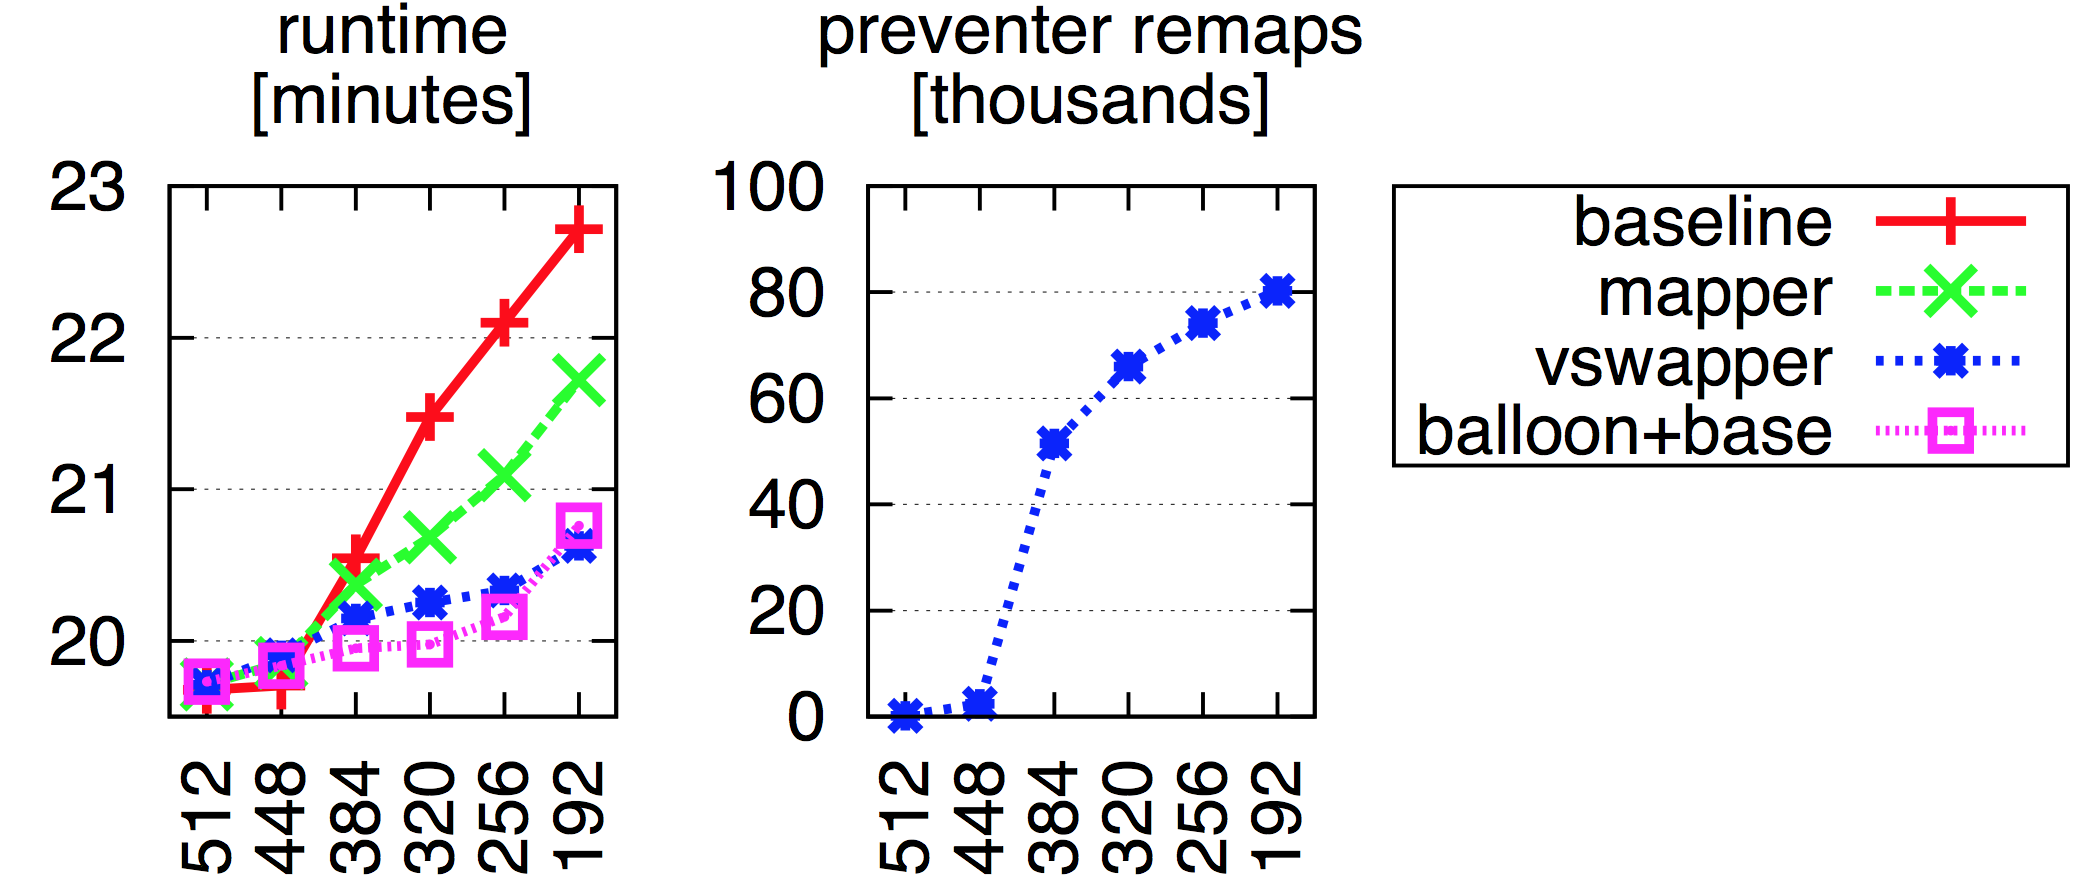 runtime
[minutes]
23
22
21
20
512
448
384
320
256
192
preventer remaps
[thousands]
100
80
60
40
20
0
512
448
384
320
256
192
baseline
mapper
vswapper
balloon+base